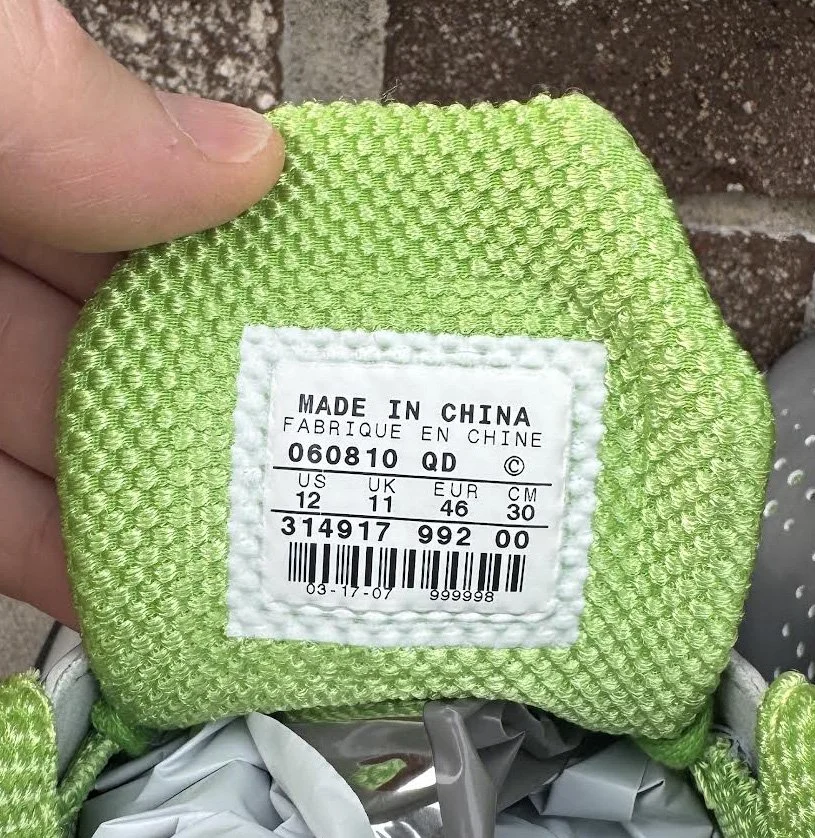 MADE IN CHINA
FABRIQUE EN CHINE
060810 QD ©
US UK EUR CM
12 11 46 30
314917 992 00
03-17-07 999998